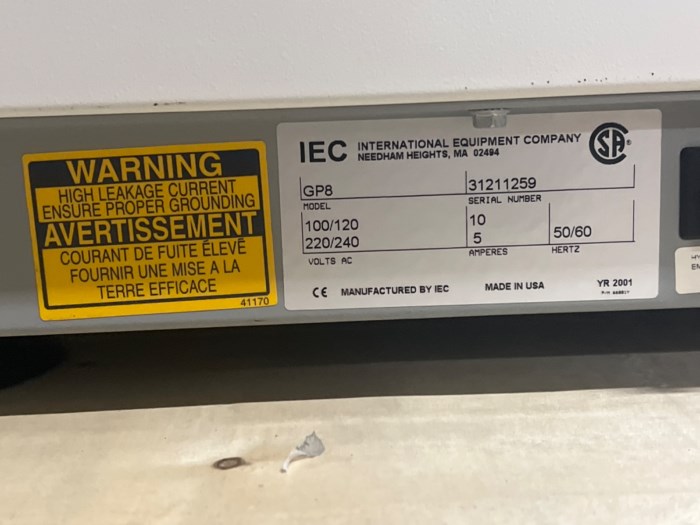 WARNING
HIGH LEAKAGE CURRENT
ENSURE PROPER GROUNDING
AVERTISSEMENT
COURANT DE FUITE ÉLEVÉ
FOURNIR UNE MISE A LA
TERRE EFFICACE
41170
IEC INTERNATIONAL EQUIPMENT COMPANY
NEEDHAM HEIGHTS, MA 02494
SA
GP8 31211259
MODEL SERIAL NUMBER
100/120 10
220/240 5 50/60
VOLTS AC AMPERES HERTZ
CE MANUFACTURED BY IEC MADE IN USA YR 2001